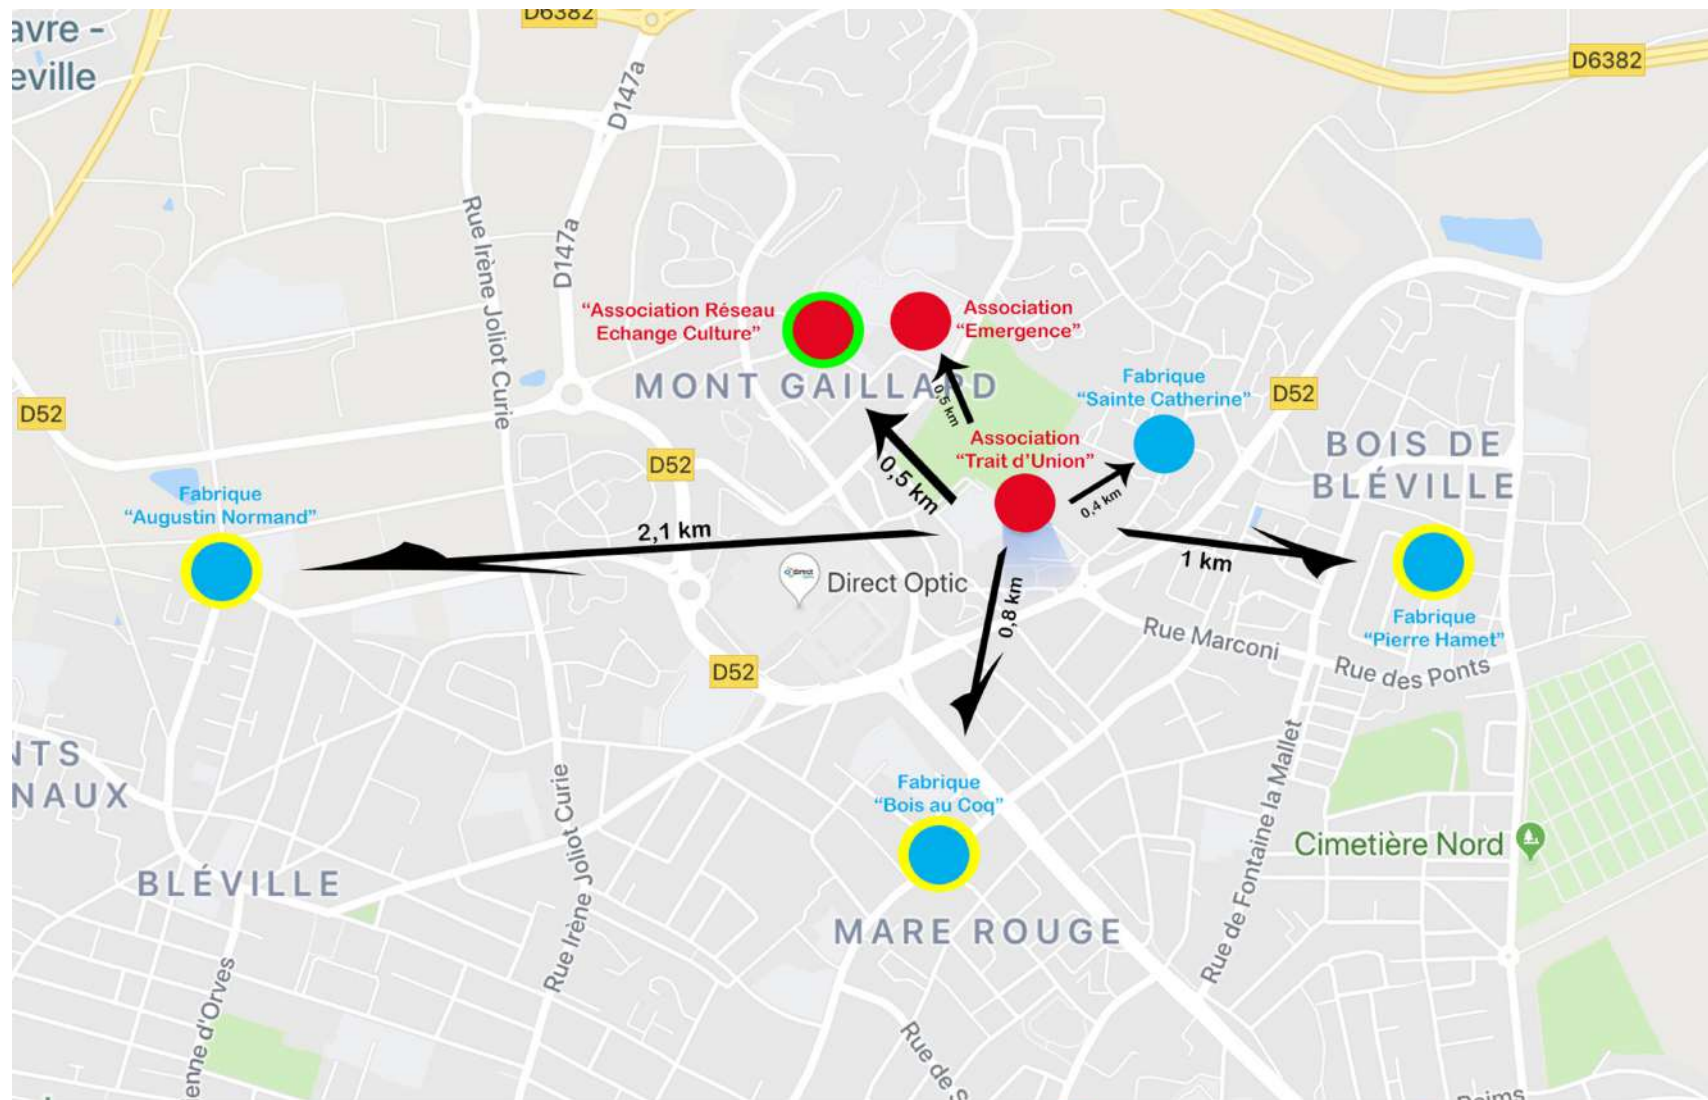 D6382
avre -
eville
D6382
D147a
Rue Irène Joliot Curie
D147a
“Association Réseau
Echange Culture”
Association
“Emergence”
MONT GAILLARD
0,5 km
Fabrique
“Sainte Catherine”
D52
D52
Association
“Trait d’Union”
BOIS DE
BLÉVILLE
D52
0,5 km
0,4 km
Fabrique
“Augustin Normand”
2,1 km
1 km
direct
Direct Optic
0,8 km
Fabrique
“Pierre Hamet”
Rue Marconi
Rue des Ponts
D52
NTS
NAUX
Fabrique
“Bois au Coq”
Rue Irène Joliot Curie
Rue de Fontaine la Mallet
Cimetière Nord
BLÉVILLE
MARE ROUGE
enne d'Orves
Rue de S
Reims